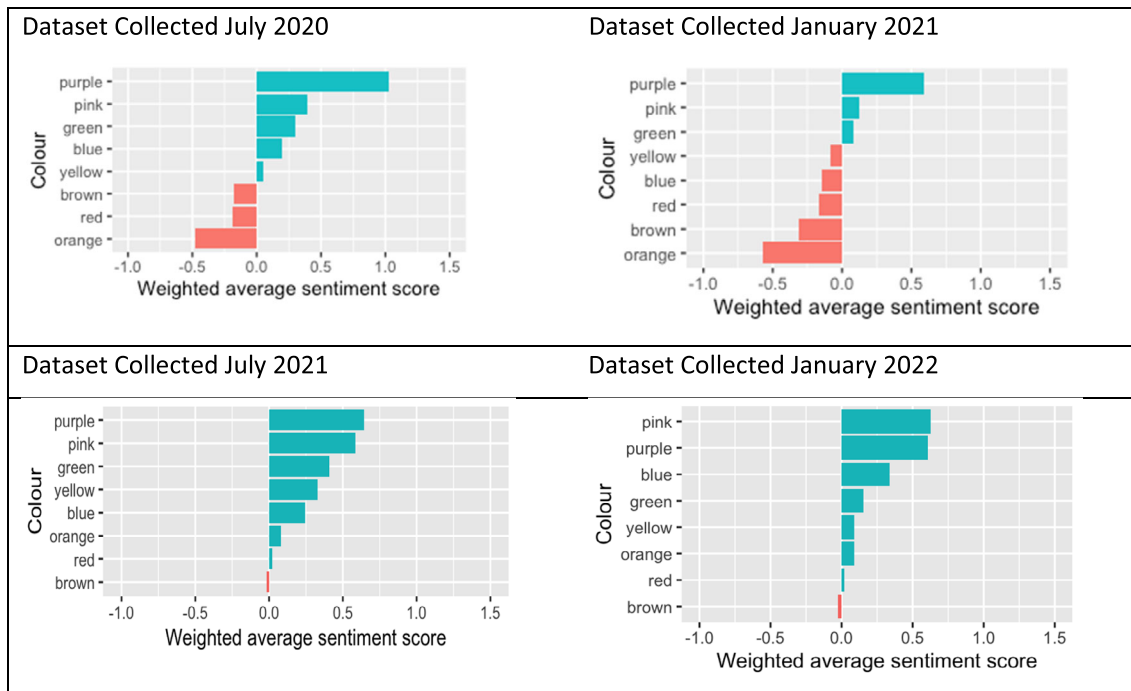 Dataset Collected July 2020
Colour
purple
pink
green
blue
yellow
brown
red
orange
-1.0 -0.5 0.0 0.5 1.0 1.5
Weighted average sentiment score
Dataset Collected January 2021
Colour
purple
pink
green
yellow
blue
red
brown
orange
-1.0 -0.5 0.0 0.5 1.0 1.5
Weighted average sentiment score
Dataset Collected July 2021
Colour
purple
pink
green
yellow
blue
orange
red
brown
-1.0 -0.5 0.0 0.5 1.0 1.5
Weighted average sentiment score
Dataset Collected January 2022
Colour
pink
purple
blue
green
yellow
orange
red
brown
-1.0 -0.5 0.0 0.5 1.0 1.5
Weighted average sentiment score